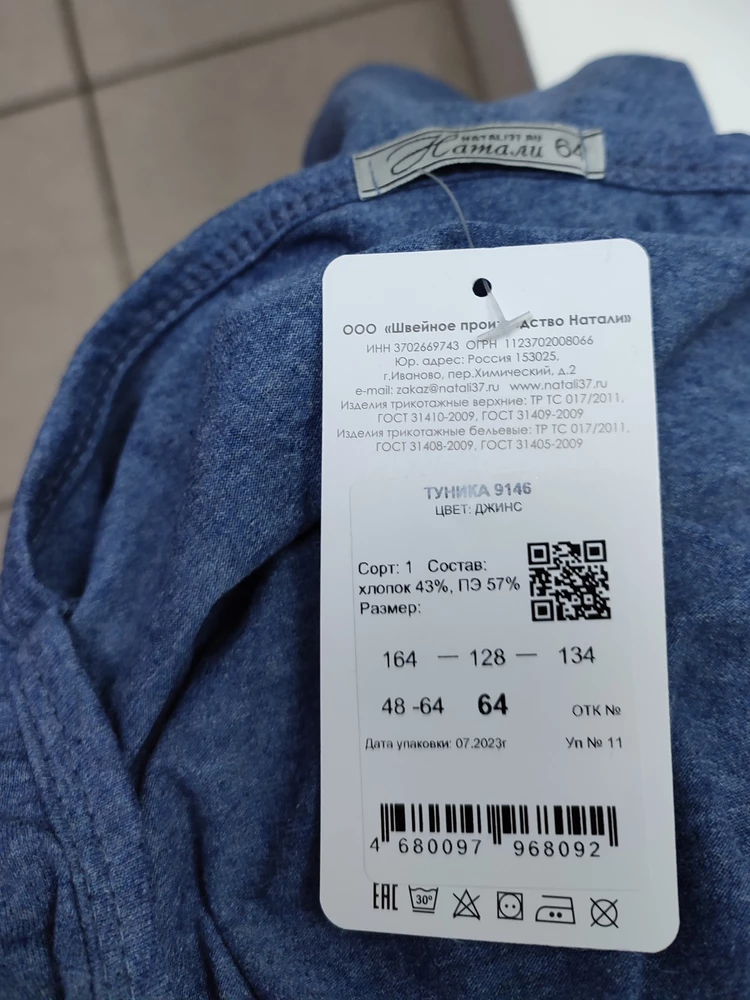 NATALI37.RU
Натали 64
ООО «Швейное производство Натали»
ИНН 3702669743 ОГРН 1123702008066
Юр. адрес: Россия 153025,
г.Иваново, пер.Химический, д.2
e-mail: zakaz@natali37.ru www.natali37.ru
Изделия трикотажные верхние: ТР ТС 017/2011,
ГОСТ 31410-2009, ГОСТ 31409-2009
Изделия трикотажные бельевые: ТР ТС 017/2011,
ГОСТ 31408-2009, ГОСТ 31405-2009
ТУНИКА 9146
ЦВЕТ: ДЖИНС
Сорт: 1 Состав:
хлопок 43%, ПЭ 57%
Размер:
164 — 128 — 134
48 -64 64 ОТК №
Дата упаковки: 07.2023г Уп № 11
4 680097 968092
ЕАС 30°